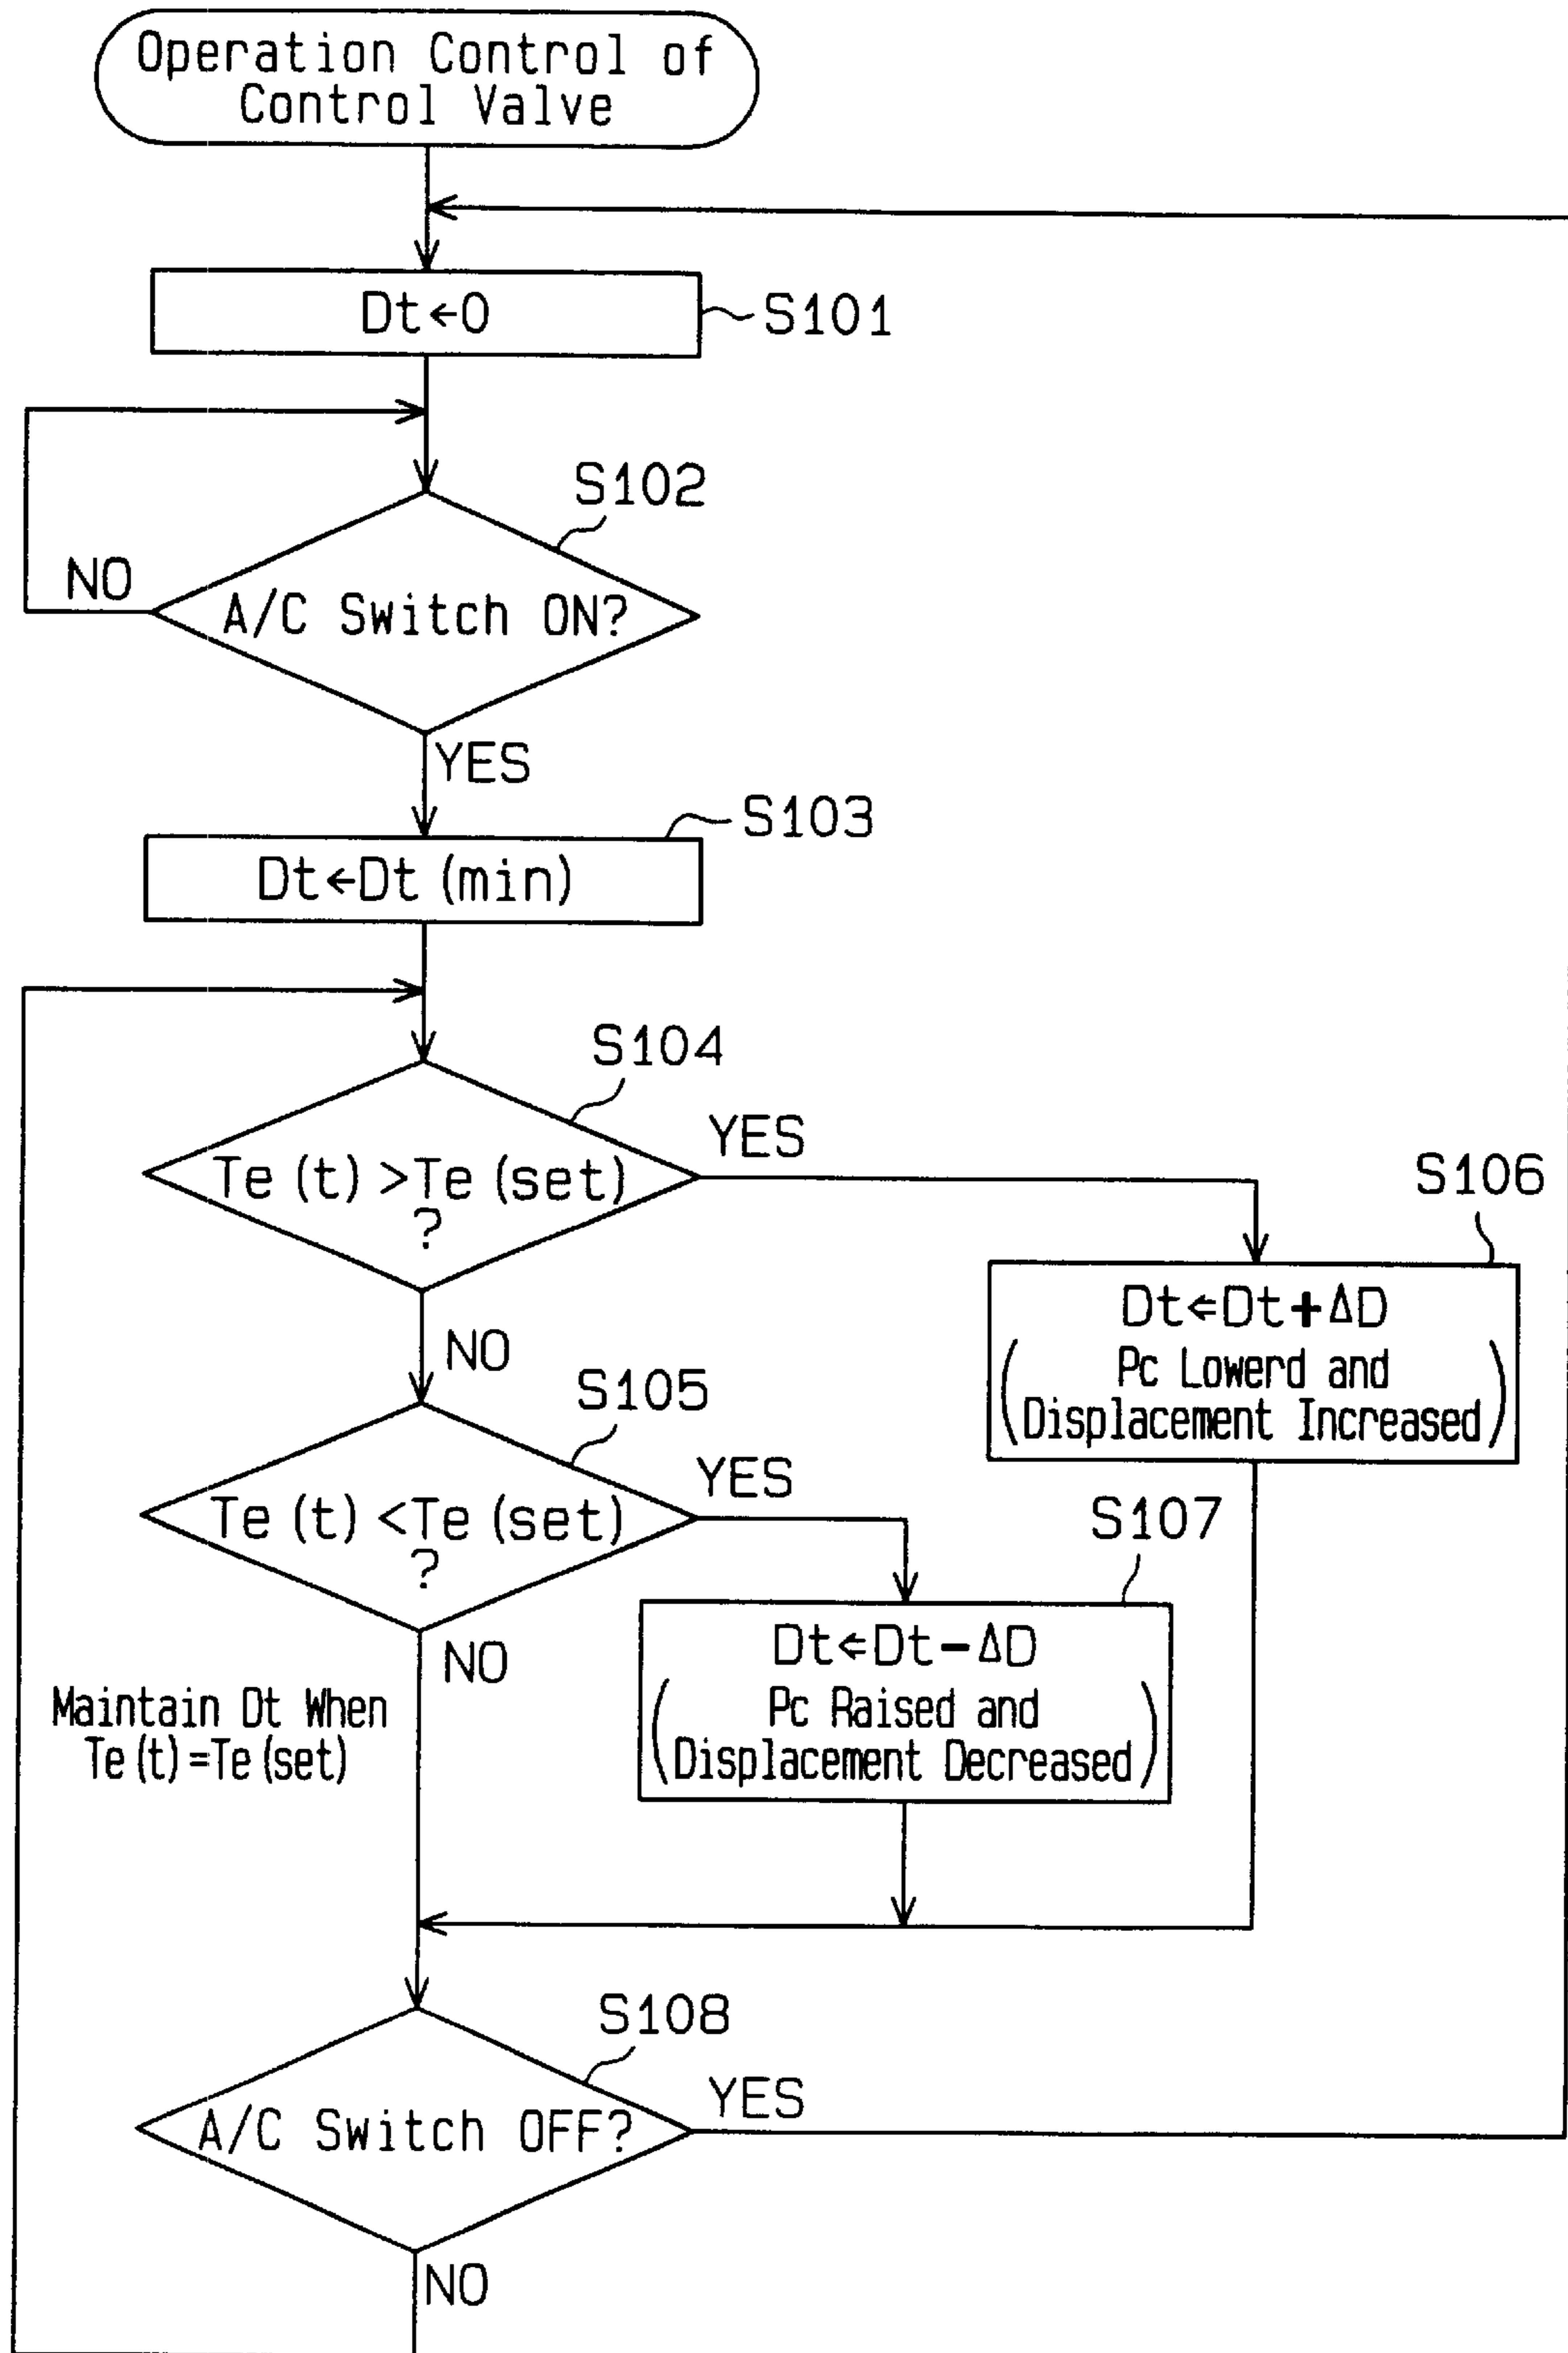 Operation Control of
Control Valve
Dt←0
S101
S102
NO
A/C Switch ON?
YES
S103
Dt←Dt (min)
S104
YES
Te (t) >Te (set)
?
S106
Dt⇐Dt+ΔD
Pc Lowerd and
Displacement Increased
NO
S105
YES
Te (t) <Te (set)
?
S107
Dt⇐Dt−ΔD
Pc Raised and
Displacement Decreased
NO
Maintain Dt When
Te (t) =Te (set)
S108
YES
A/C Switch OFF?
NO